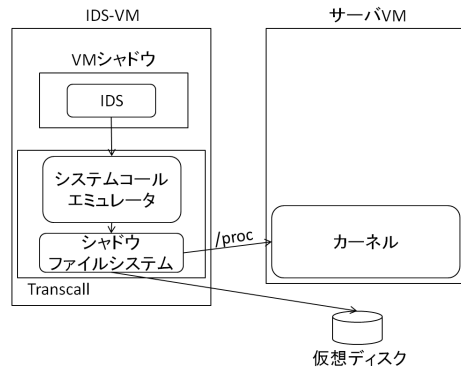 IDS-VM
サーバVM
VMシャドウ
IDS
システムコール
エミュレータ
シャドウ
ファイルシステム
/proc
カーネル
Transcall
仮想ディスク